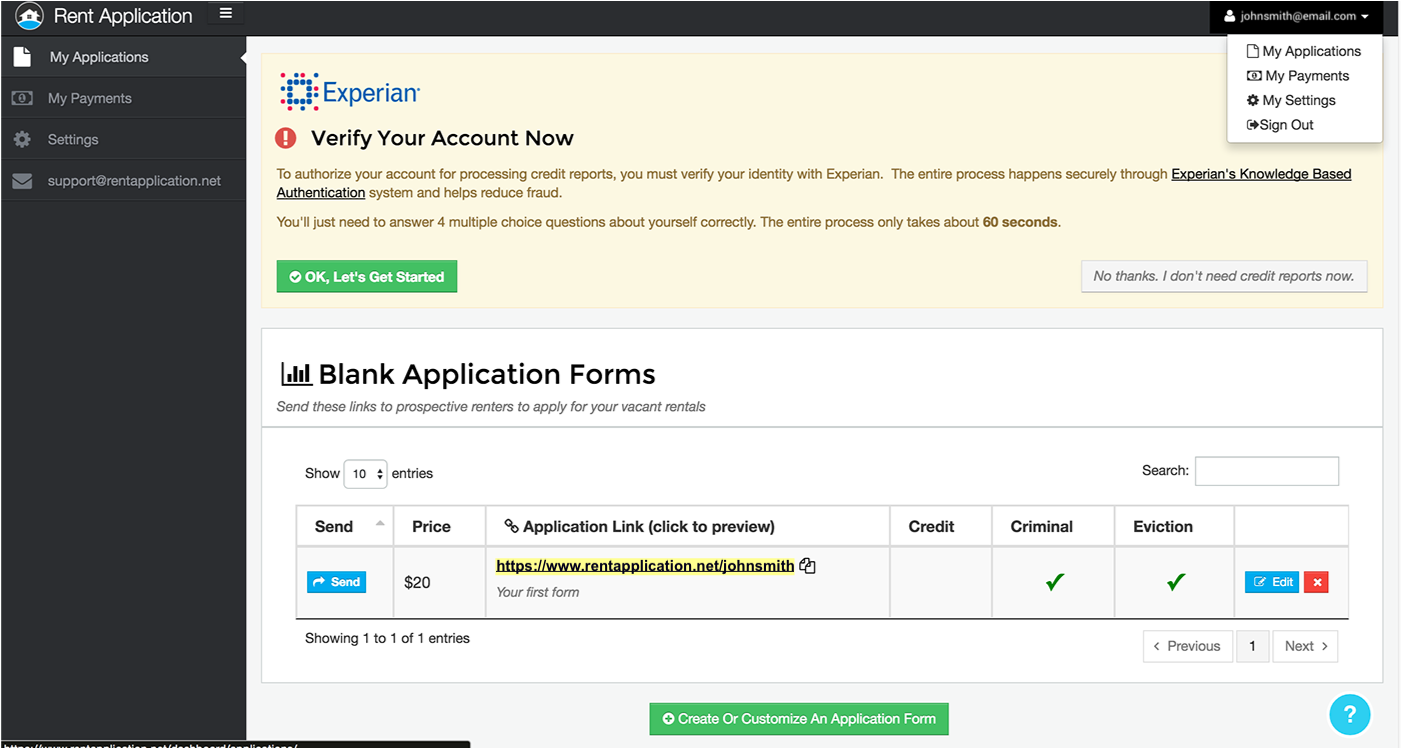 Rent Application
johnsmith@email.com
My Applications
My Payments
My Settings
Sign Out
My Applications
My Payments
Settings
support@rentapplication.net
Experian
Verify Your Account Now
To authorize your account for processing credit reports, you must verify your identity with Experian. The entire process happens securely through Experian's Knowledge Based
Authentication system and helps reduce fraud.
You'll just need to answer 4 multiple choice questions about yourself correctly. The entire process only takes about 60 seconds.
OK, Let's Get Started
No thanks. I don't need credit reports now.
Blank Application Forms
Send these links to prospective renters to apply for your vacant rentals
Show 10 entries
Search:
Send Price Application Link (click to preview) Credit Criminal Eviction
https://www.rentapplication.net/johnsmith
Send $20 Edit
Your first form
Showing 1 to 1 of 1 entries
Previous 1 Next
Create Or Customize An Application Form
?
https://www.rentapplication.net/dashboard/applications/